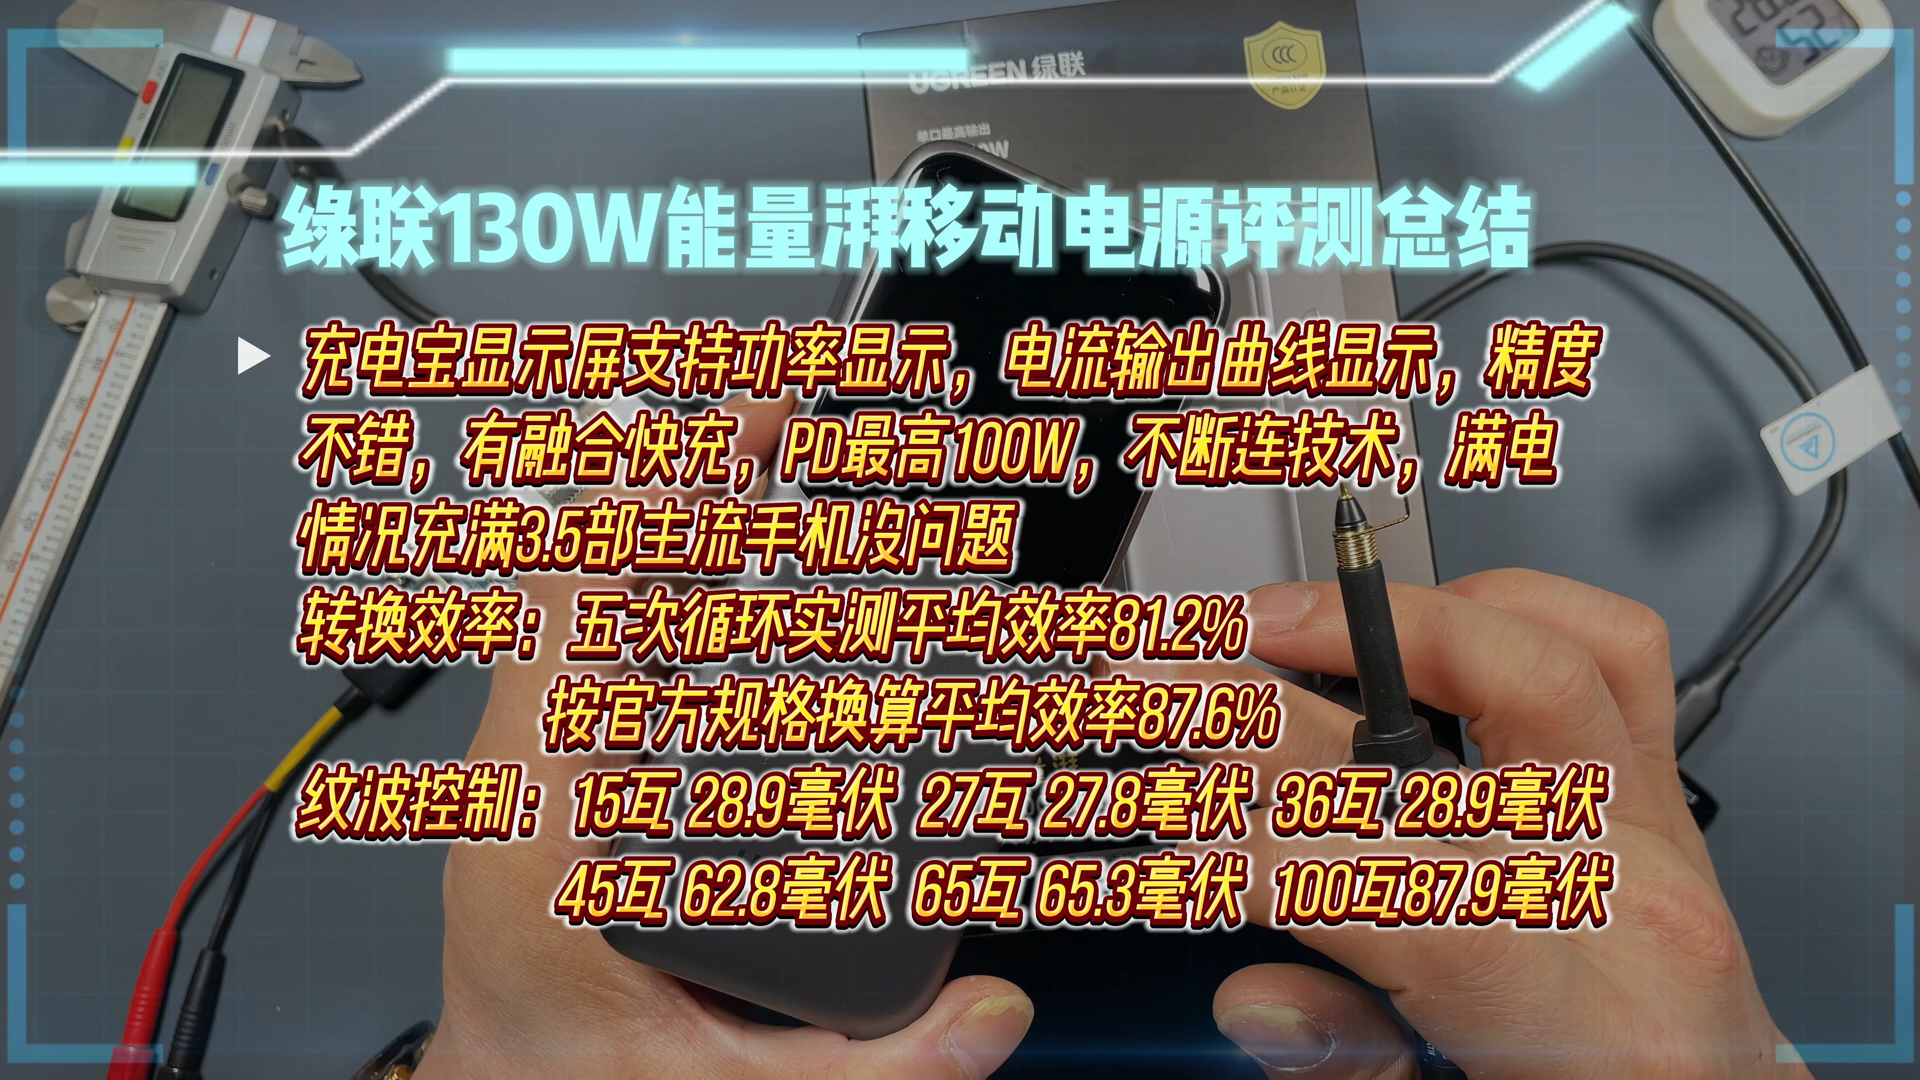 UGREEN 绿联
单口最高输出
绿联130W能量湃移动电源评测总结
充电宝显示屏支持功率显示，电流输出曲线显示，精度
不错，有融合快充，PD最高100W，不断连技术，满电
情况充满3.5部主流手机没问题
转换效率：五次循环实测平均效率81.2%
按官方规格换算平均效率87.6%
纹波控制：15瓦 28.9毫伏 27瓦 27.8毫伏 36瓦 28.9毫伏
45瓦 62.8毫伏 65瓦 65.3毫伏 100瓦87.9毫伏